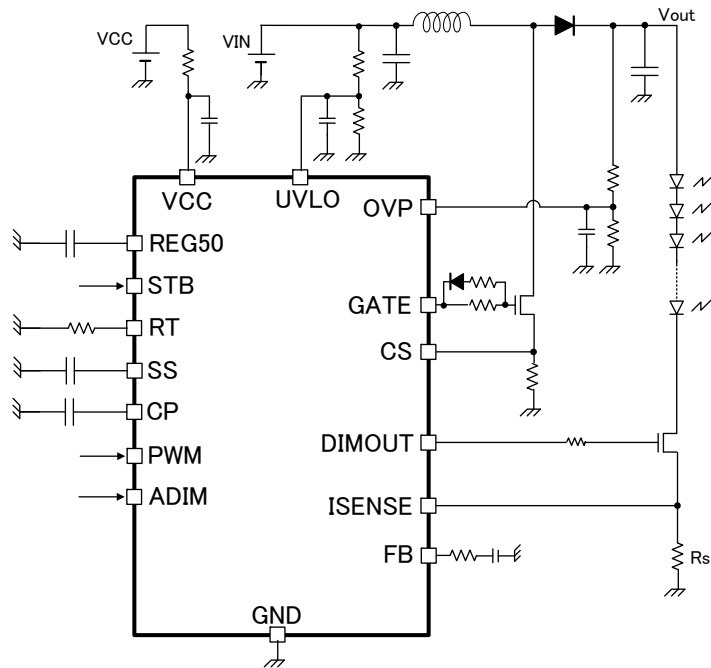 VCC
VIN
Vout
VCC
UVLO
OVP
REG50
STB
GATE
RT
CS
SS
CP
DIMOUT
PWM
ADIM
ISENSE
FB
Rs
GND